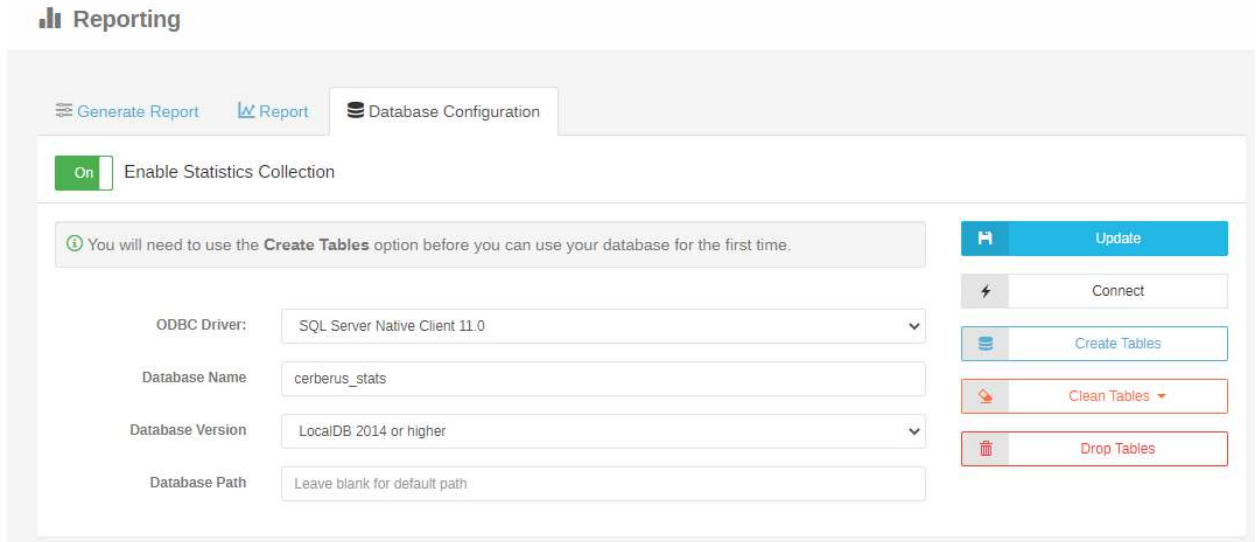 Reporting
Generate Report
Report
Database Configuration
On
Enable Statistics Collection
You will need to use the Create Tables option before you can use your database for the first time.
ODBC Driver:
SQL Server Native Client 11.0
Database Name
cerberus_stats
Database Version
LocalDB 2014 or higher
Database Path
Leave blank for default path
Update
Connect
Create Tables
Clean Tables
Drop Tables